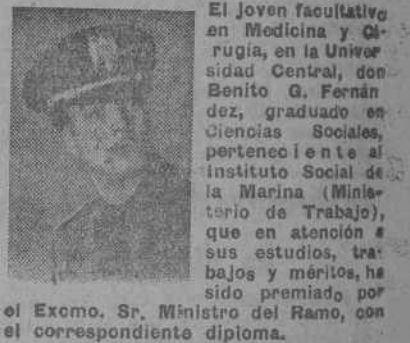 El joven facultativo
en Medicina y Ci-
rugía, en la Univer
sidad Central, don
Benito G. Fernán
dez, graduado en
Ciencias Sociales,
perteneciente al
Instituto Social de
la Marina (Minis-
terio de Trabajo),
que en atención a
sus estudios, tra-
bajos y méritos, ha
sido premiado por
el Excmo. Sr. Ministro del Ramo, con
el correspondiente diploma.